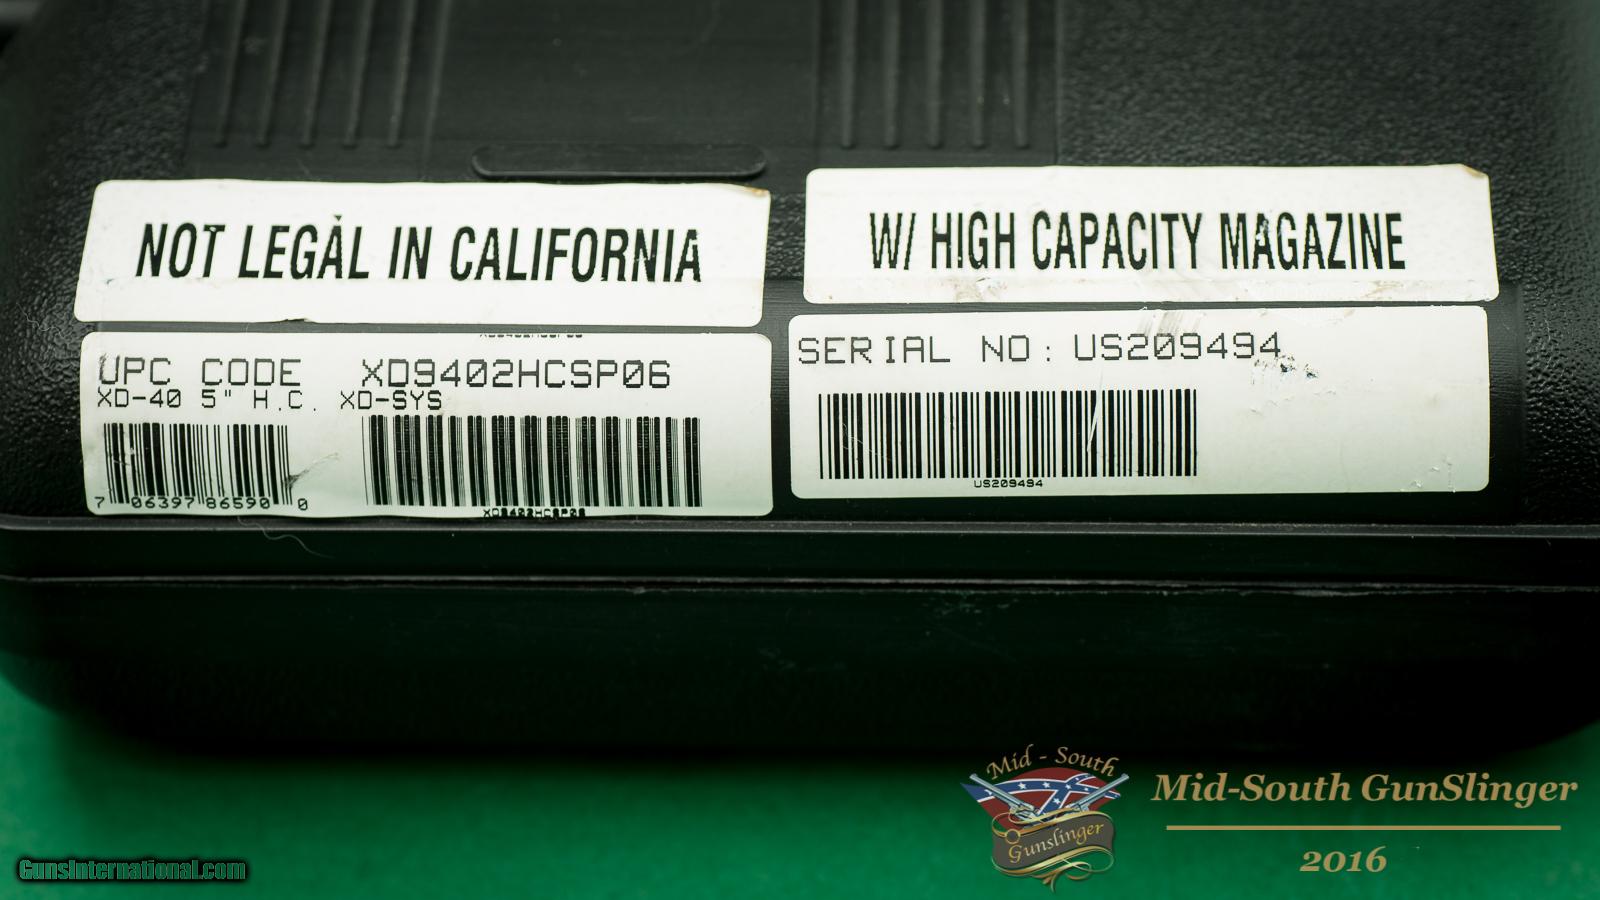 NOT LEGAL IN CALIFORNIA
W/ HIGH CAPACITY MAGAZINE
UPC CODE XD9402HCSP06
XD-40 5" H.C. XD-SYS
7 06397 86590 0
XD9402HCSP06
SERIAL NO: US209494
US209494
Mid - South
Gunslinger
Mid-South GunSlinger
2016
GunsInternational.com